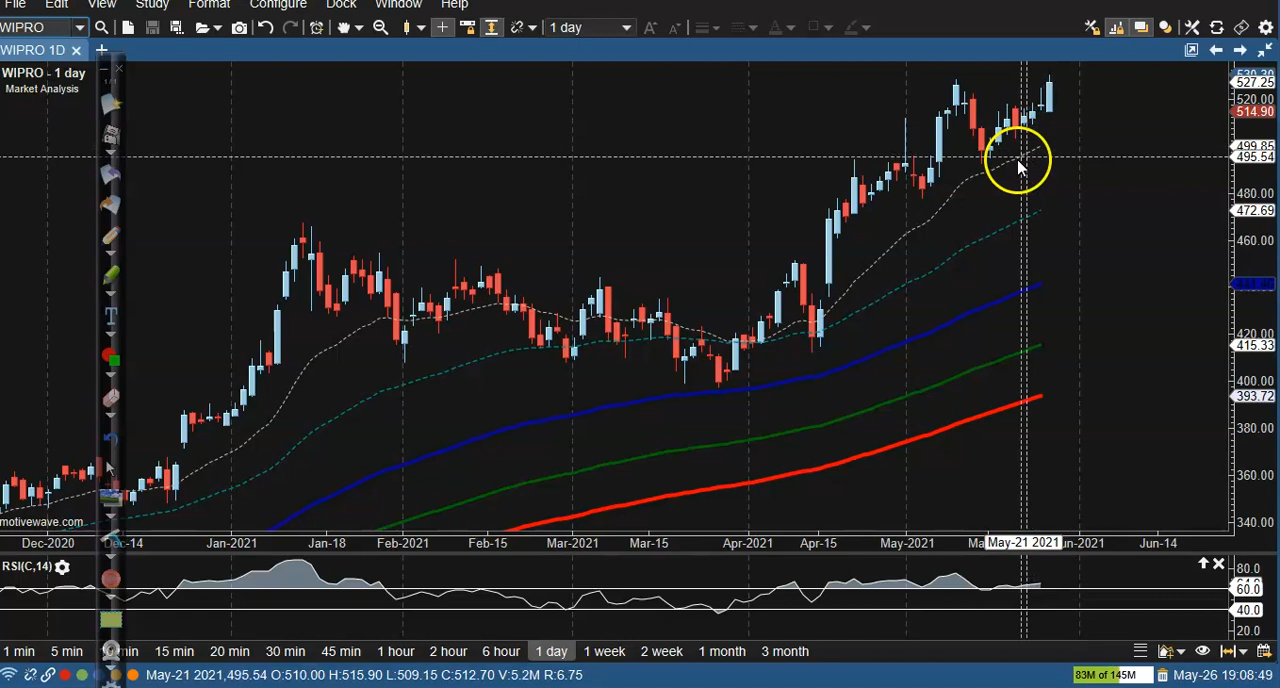 File Edit View Study Format Configure Dock Window Help
WIPRO 1 day
WIPRO 1D
WIPRO - 1 day
Market Analysis
530.30
527.25
520.00
514.90
499.85
495.54
480.00
472.69
460.00
420.00
415.33
400.00
393.72
380.00
360.00
340.00
motivewave.com
Dec-2020 Dec-14 Jan-2021 Jan-18 Feb-2021 Feb-15 Mar-2021 Mar-15 Apr-2021 Apr-15 May-2021 May-21 2021 Jun-2021 Jun-14
RSI(C,14)
80.0
60.0
40.0
20.0
1 min 5 min 15 min 20 min 30 min 45 min 1 hour 2 hour 6 hour 1 day 1 week 2 week 1 month 3 month
May-21 2021,495.54 O:510.00 H:515.90 L:509.15 C:512.70 V:5.2M R:6.75
83M of 145M May-26 19:08:49